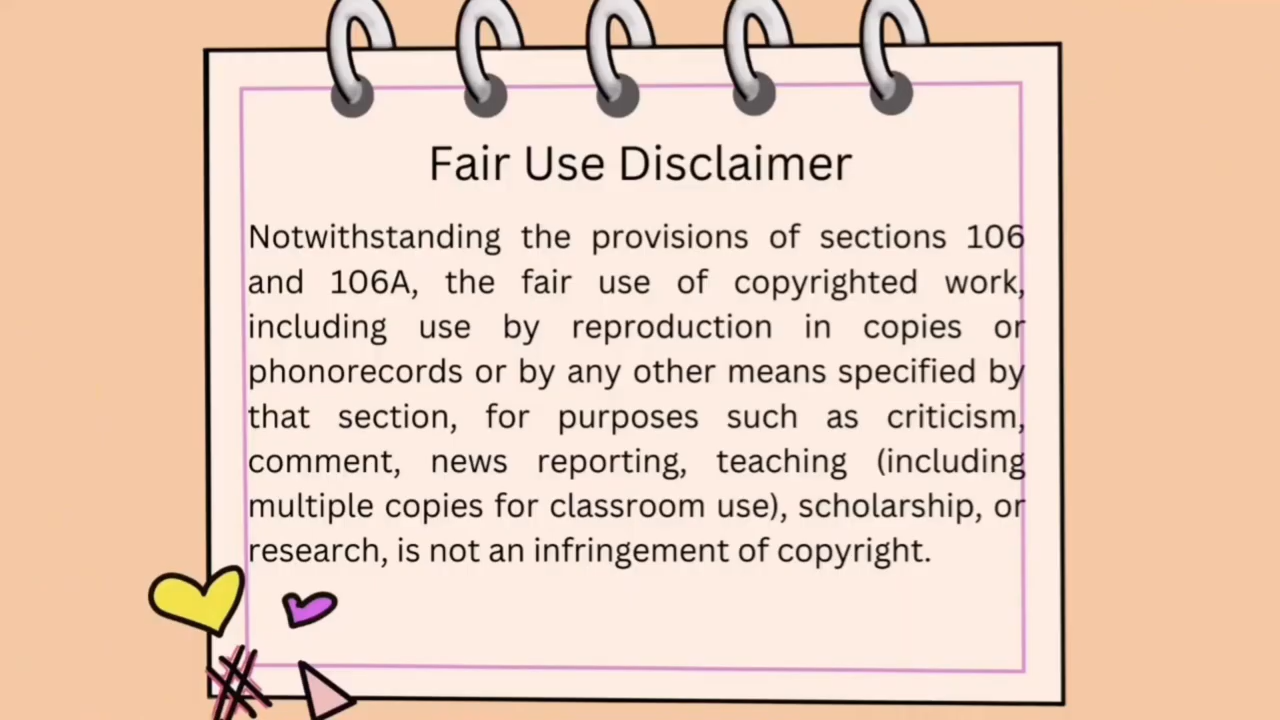 Fair Use Disclaimer
Notwithstanding the provisions of sections 106
and 106A, the fair use of copyrighted work,
including use by reproduction in copies or
phonorecords or by any other means specified by
that section, for purposes such as criticism,
comment, news reporting, teaching (including
multiple copies for classroom use), scholarship, or
research, is not an infringement of copyright.